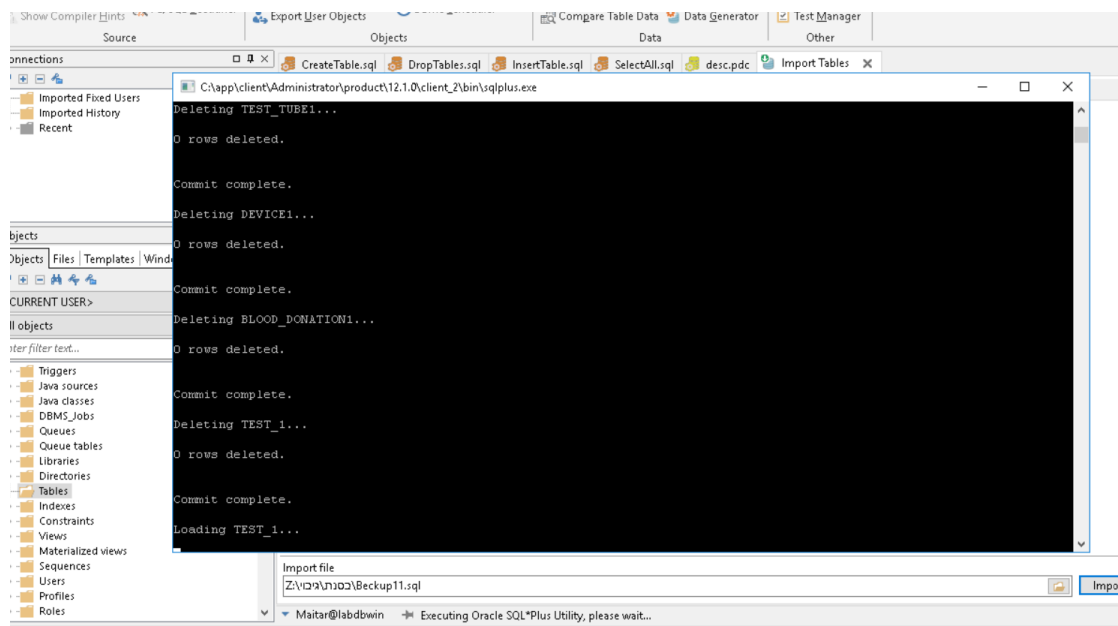 Show Compiler Hints
Export User Objects
Compare Table Data
Data Generator
Test Manager
Source
Objects
Data
Other
onnections
CreateTable.sql
DropTables.sql
InsertTable.sql
SelectAll.sql
desc.pdc
Import Tables
Imported Fixed Users
Imported History
Recent
C:\app\client\Administrator\product\12.1.0\client_2\bin\sqlplus.exe
Deleting TEST_TUBE1...
0 rows deleted.
Commit complete.
Deleting DEVICE1...
0 rows deleted.
Commit complete.
Deleting BLOOD_DONATION1...
0 rows deleted.
Commit complete.
Deleting TEST_1...
0 rows deleted.
Commit complete.
Loading TEST_1...
bjects
Objects Files Templates Wind
CURRENT USER>
ll objects
nter filter text...
Triggers
Java sources
Java classes
DBMS_Jobs
Queues
Queue tables
Libraries
Directories
Tables
Indexes
Constraints
Views
Materialized views
Sequences
Users
Profiles
Roles
Import file
Z:\גיבוי\בסנת\Beckup11.sql
Impo
Maitar@labdbwin
Executing Oracle SQL*Plus Utility, please wait...